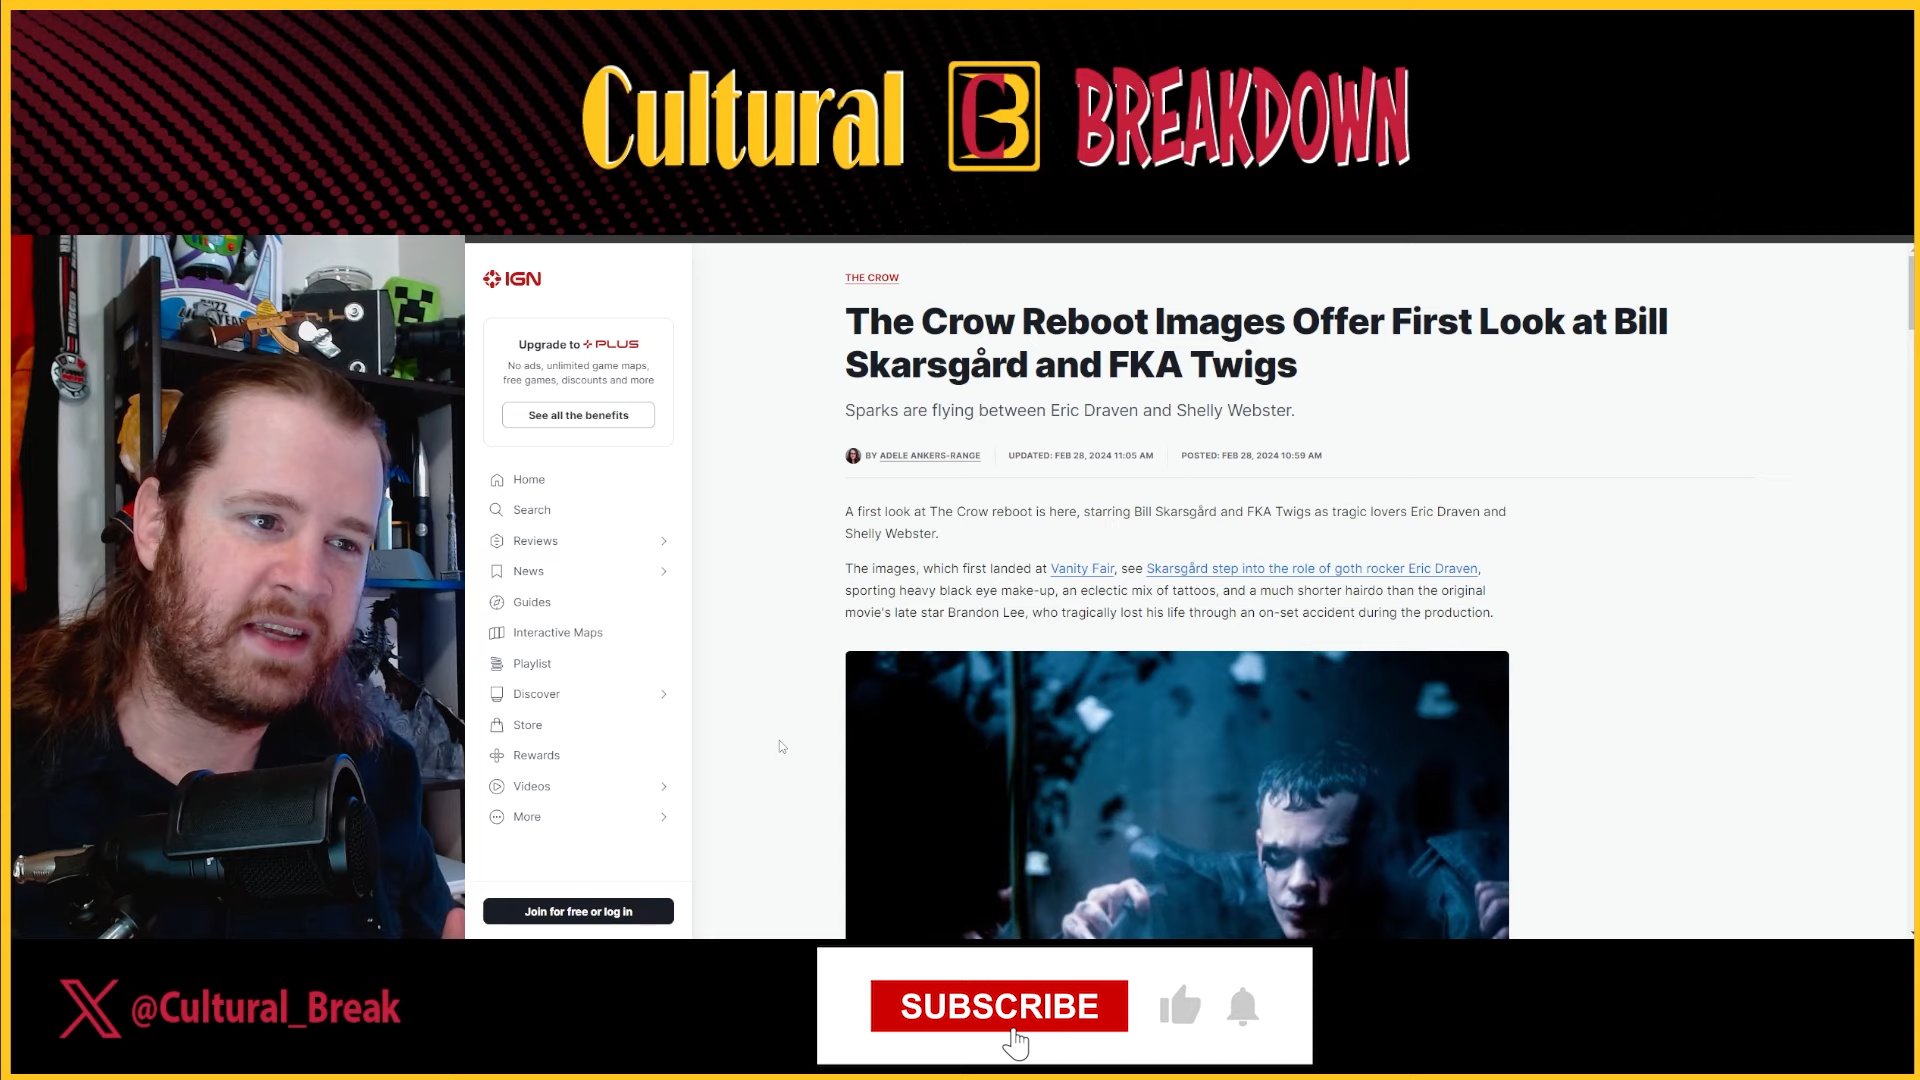 Cultural CB BREAKDOWN
IGN
Upgrade to PLUS
No ads, unlimited game maps,
free games, discounts and more
See all the benefits
Home
Search
Reviews
News
Guides
Interactive Maps
Playlist
Discover
Store
Rewards
Videos
More
Join for free or log in
THE CROW
The Crow Reboot Images Offer First Look at Bill
Skarsgård and FKA Twigs
Sparks are flying between Eric Draven and Shelly Webster.
BY ADELE ANKERS-RANGE UPDATED: FEB 28, 2024 11:05 AM POSTED: FEB 28, 2024 10:59 AM
A first look at The Crow reboot is here, starring Bill Skarsgård and FKA Twigs as tragic lovers Eric Draven and
Shelly Webster.
The images, which first landed at Vanity Fair, see Skarsgård step into the role of goth rocker Eric Draven,
sporting heavy black eye make-up, an eclectic mix of tattoos, and a much shorter hairdo than the original
movie's late star Brandon Lee, who tragically lost his life through an on-set accident during the production.
X @Cultural_Break
SUBSCRIBE